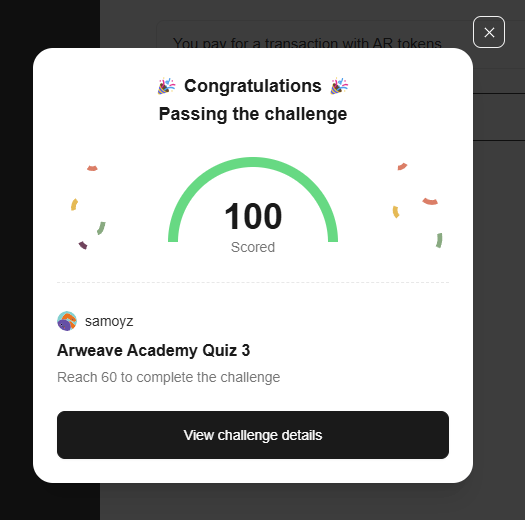 You pay for a transaction with AR tokens
Congratulations
Passing the challenge
100
Scored
samoyz
Arweave Academy Quiz 3
Reach 60 to complete the challenge
View challenge details